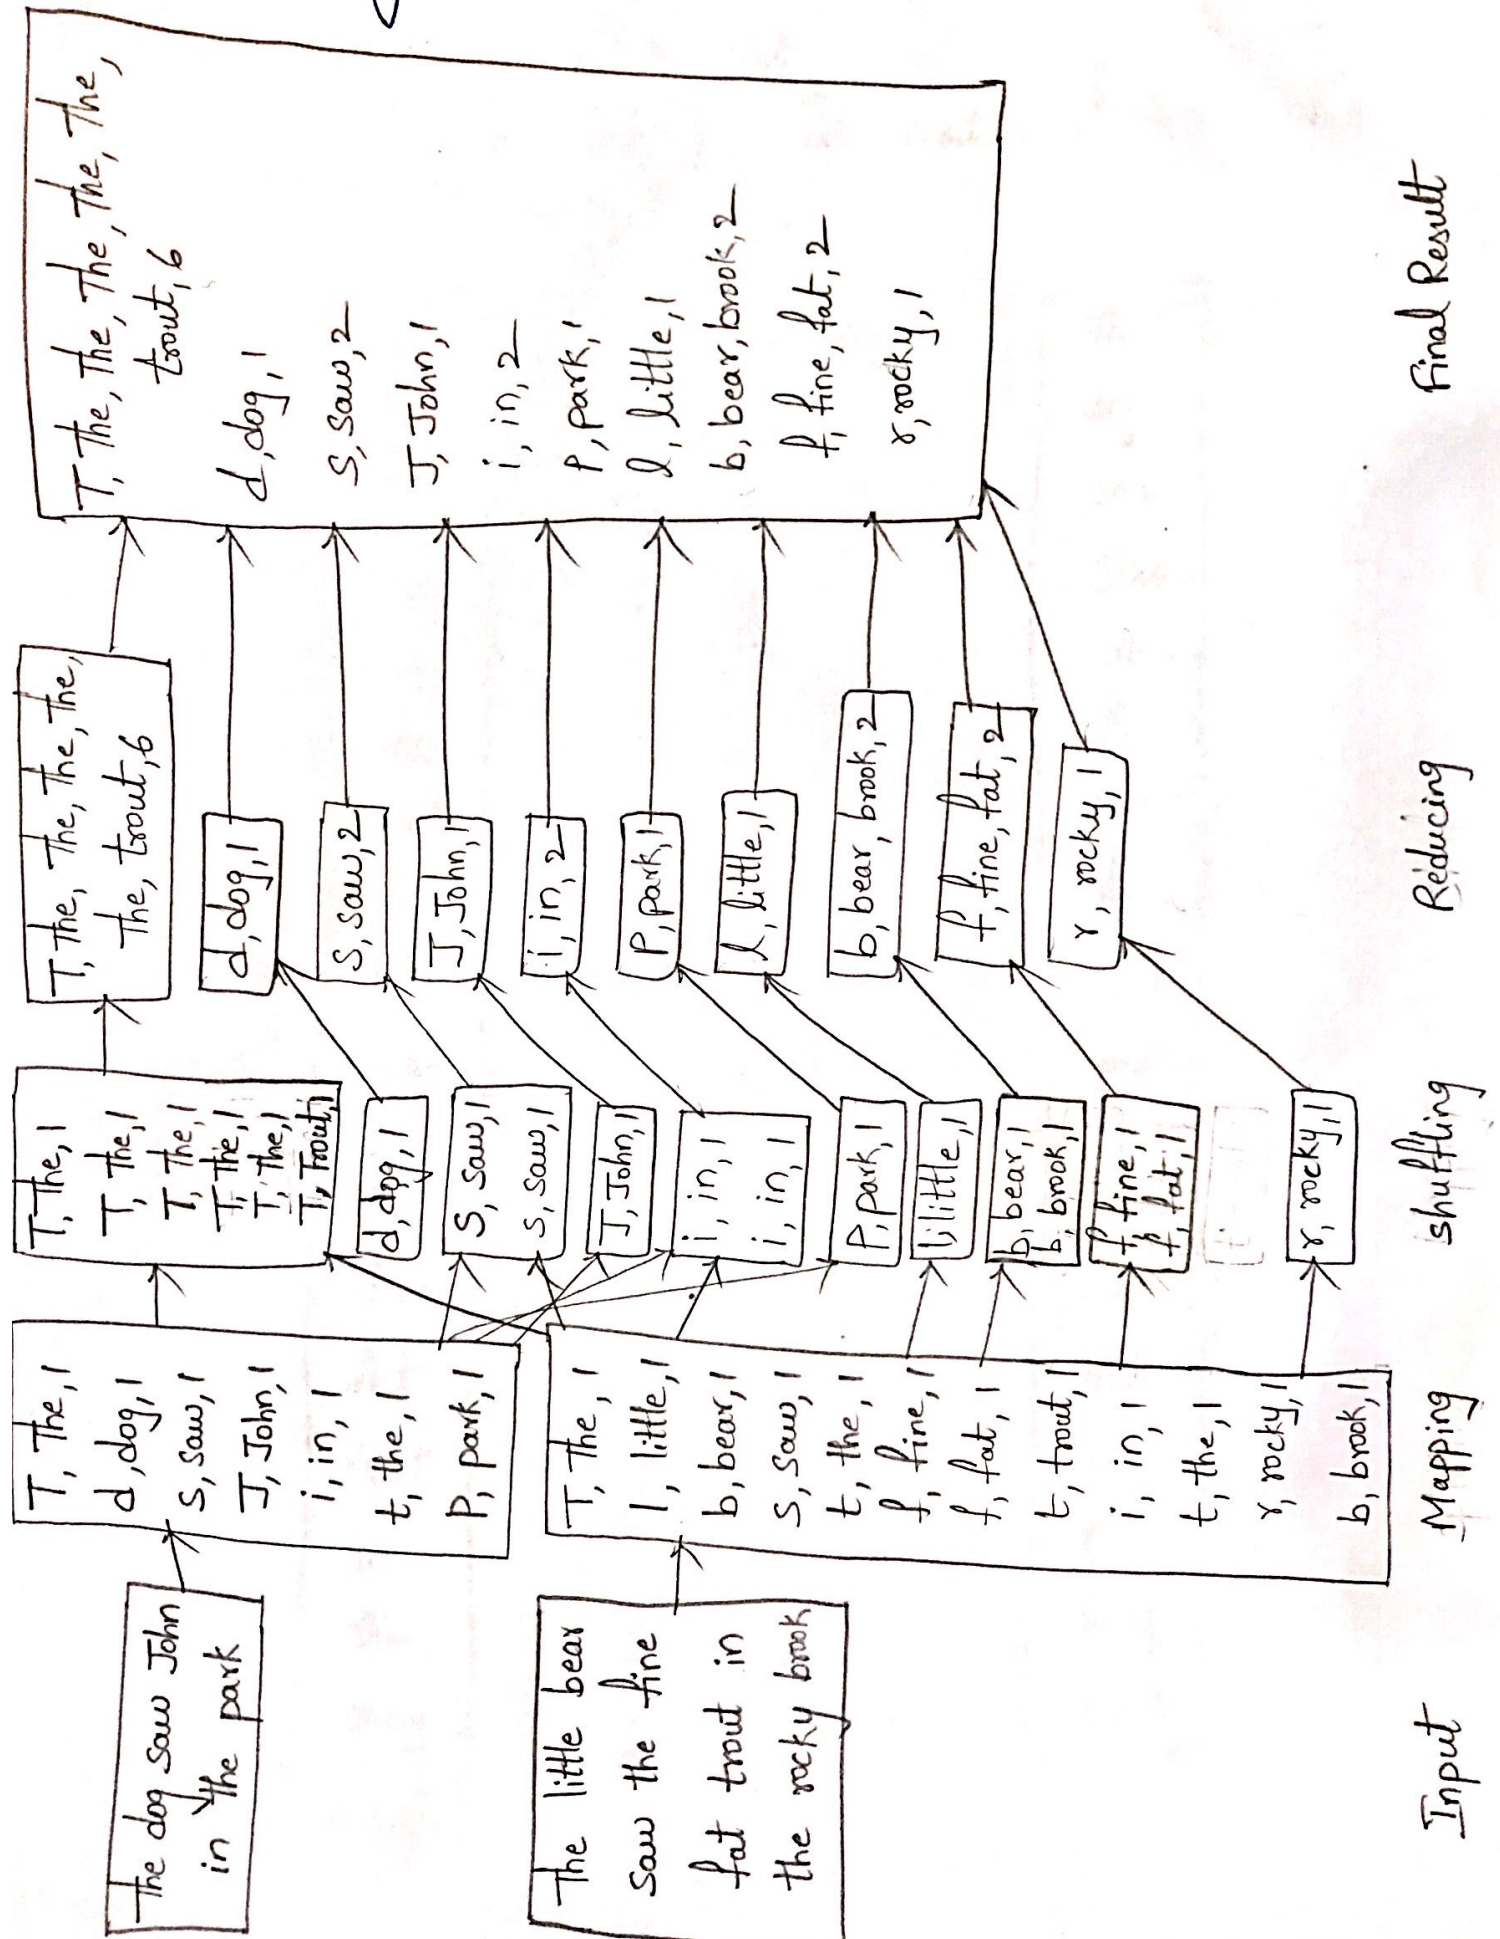 The dog saw John
in the park
The little bear
saw the fine
fat trout in
the rocky brook
Input
T, The, 1
d, dog, 1
s, saw, 1
J, John, 1
i, in, 1
t, the, 1
P, park, 1
T, The, 1
l, little, 1
b, bear, 1
s, saw, 1
t, the, 1
f, fine, 1
f, fat, 1
t, trout, 1
i, in, 1
t, the, 1
r, rocky, 1
b, brook, 1
Mapping
T, The, 1
T, The, 1
T, The, 1
T, The, 1
T, The, 1
T, Trout, 1
d, dog, 1
S, saw, 1
s, saw, 1
J, John, 1
i, in, 1
i, in, 1
P, park, 1
l, little, 1
b, bear, 1
b, brook, 1
f, fine, 1
f, fat, 1
r, rocky, 1
shuffling
T, The, The, The, The,
The, trout, 6
d, dog, 1
S, saw, 2
J, John, 1
i, in, 2
P, park, 1
l, little, 1
b, bear, brook, 2
f, fine, fat, 2
r, rocky, 1
Reducing
T, The, The, The, The, The,
trout, 6
d, dog, 1
S, saw, 2
J, John, 1
i, in, 2
P, park, 1
l, little, 1
b, bear, brook, 2
f, fine, fat, 2
r, rocky, 1
Final Result